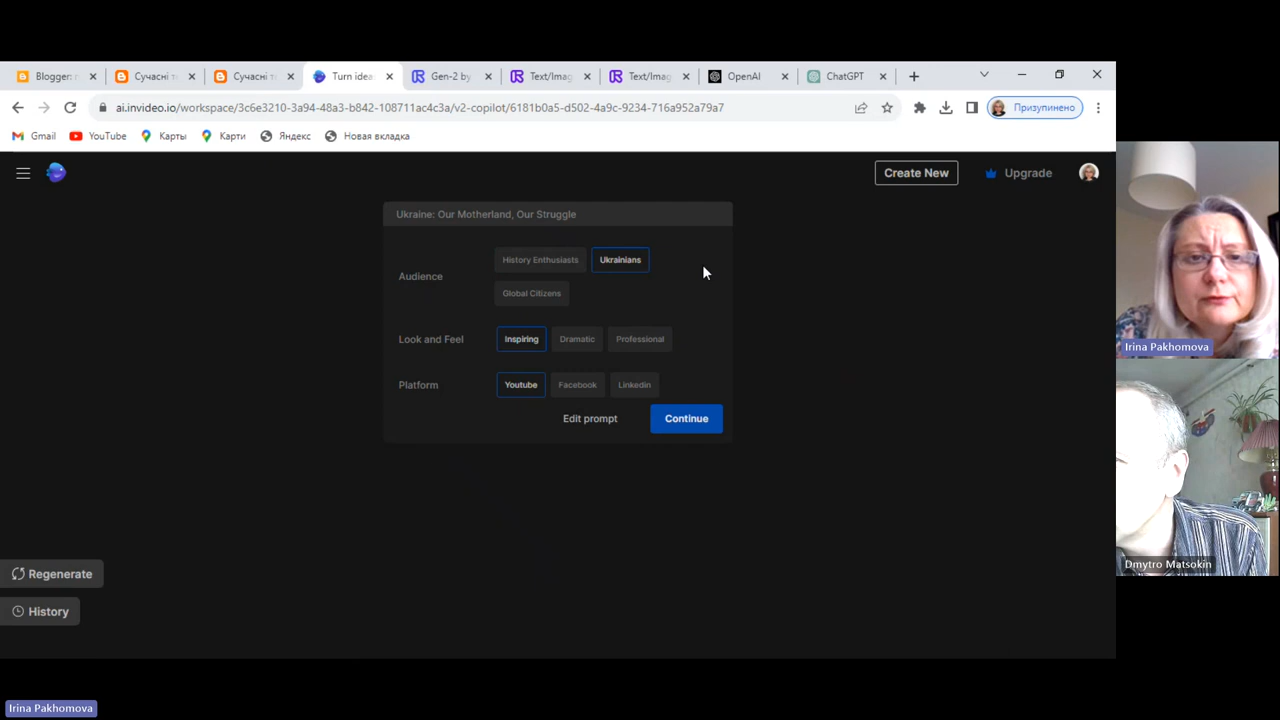 Blogger: п
Сучасні т
Сучасні т
Turn idea
Gen-2 by
Text/Imag
Text/Imag
OpenAI
ChatGPT
ai.invideo.io/workspace/3c6e3210-3a94-48a3-b842-108711ac4c3a/v2-copilot/6181b0a5-d502-4a9c-9234-716a952a79a7
Призупинено
Gmail YouTube Карты Карти Яндекс Новая вкладка
Create New Upgrade
Ukraine: Our Motherland, Our Struggle
Audience
History Enthusiasts Ukrainians
Global Citizens
Look and Feel Inspiring Dramatic Professional
Platform Youtube Facebook Linkedin
Edit prompt Continue
Regenerate
History
Irina Pakhomova
Dmytro Matsokin
Irina Pakhomova